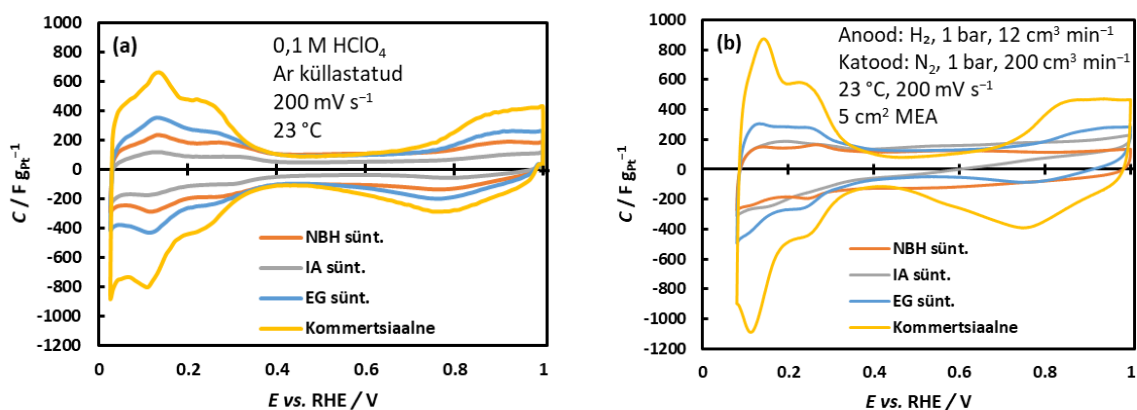 (a)
0,1 M HClO₄
Ar küllastatud
200 mV s⁻¹
23 °C
1000
800
600
400
200
0
-200
-400
-600
-800
-1000
-1200
C / F gPt⁻¹
NBH sünt.
IA sünt.
EG sünt.
Kommertsiaalne
0
0.2
0.4
0.6
0.8
1
E vs. RHE / V
(b)
Anood: H₂, 1 bar, 12 cm³ min⁻¹
Katood: N₂, 1 bar, 200 cm³ min⁻¹
23 °C, 200 mV s⁻¹
5 cm² MEA
1000
800
600
400
200
0
-200
-400
-600
-800
-1000
-1200
C / F gPt⁻¹
NBH sünt.
IA sünt.
EG sünt.
Kommertsiaalne
0
0.2
0.4
0.6
0.8
1
E vs. RHE / V